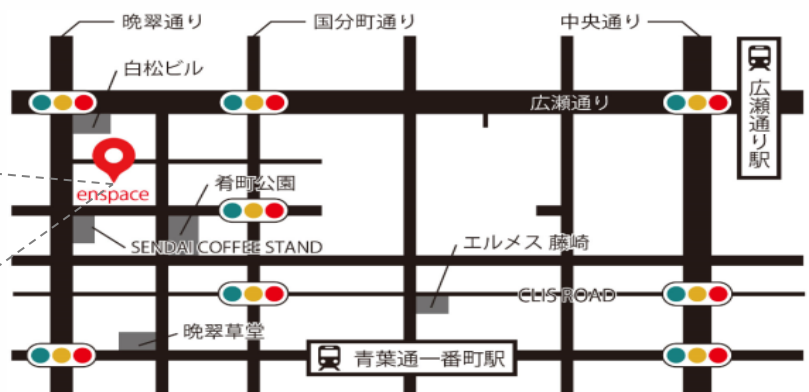 晩翠通り
国分町通り
中央通り
白松ビル
広瀬通り
広瀬通り駅
enspace
肴町公園
SENDAI COFFEE STAND
エルメス 藤崎
CLIS ROAD
晩翠草堂
青葉通一番町駅